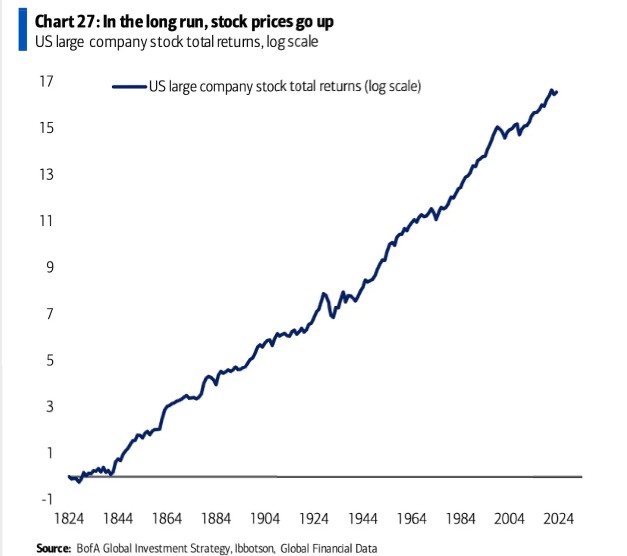 Chart 27: In the long run, stock prices go up
US large company stock total returns, log scale
US large company stock total returns (log scale)
17
15
13
11
9
7
5
3
1
-1
1824 1844 1864 1884 1904 1924 1944 1964 1984 2004 2024
Source: BofA Global Investment Strategy, Ibbotson, Global Financial Data